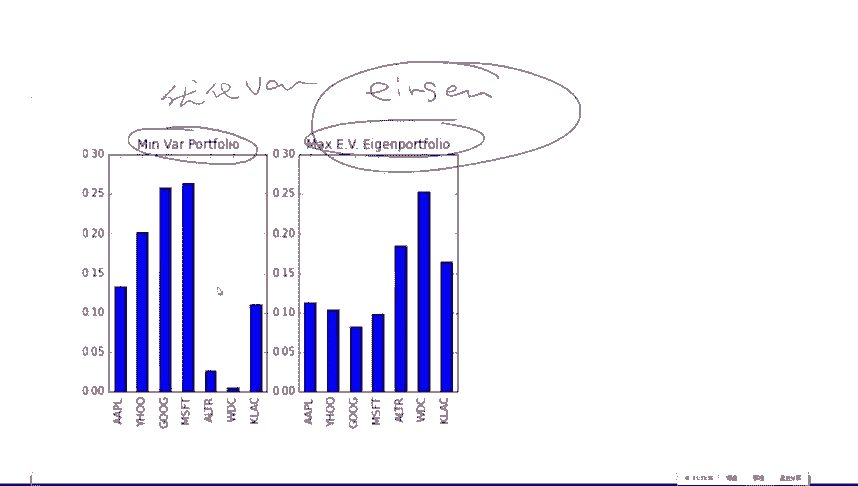 Var eingen
Min Var Portfolio Max E.V. Eigenportfolio
0.30 0.30
0.25 0.25
0.20 0.20
0.15 0.15
0.10 0.10
0.05 0.05
0.00 0.00
AAPL YHOO GOOG MSFT ALTR WDC KLAC AAPL YHOO GOOG MSFT ALTR WDC KLAC